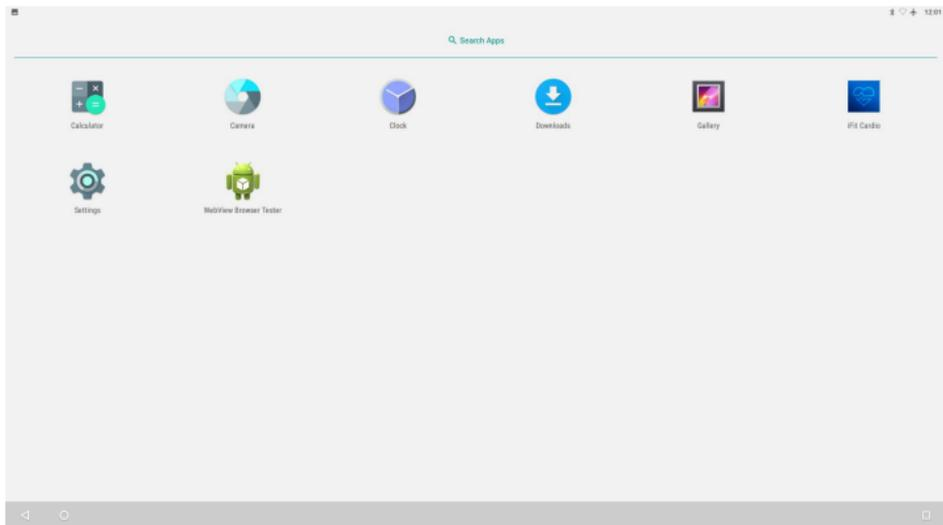 12:01
Search Apps
Calculator
Camera
Clock
Downloads
Gallery
iFit Cardio
Settings
WebView Browser Tester